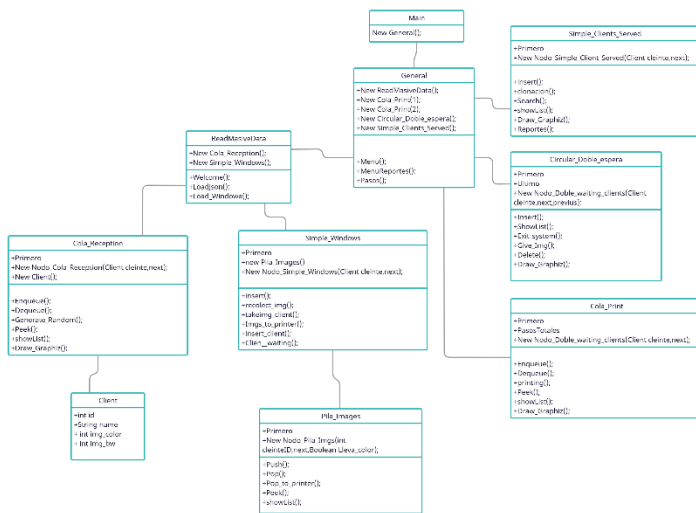 Main
New General();
General
+New ReadMasiveData();
+New Cola_Print(1);
+New Cola_Print(2);
+New Circular_Doble_espera();
+New Simple_Clients_Served();
+Menu();
+MenuReportes();
+Pasos();
Simple_Clients_Served
+Primero
+New Nodo_Simple_Client_Served(Client cleinte,next);
+Insert();
+clonacion();
+Search();
+showList();
+Draw_Graphiz();
+Reportes();
ReadMasiveData
+New Cola_Reception();
+New Simple_Windows();
+Welcome();
+Loadjson();
+Load_Windowa();
Circular_Doble_espera
+Primero
+Ultimo
+New Nodo_Doble_waiting_clients(Client
cleinte,next,previus);
+Insert();
+ShowList();
+Exit_system();
+Give_Img();
+Delete();
+Draw_Graphiz();
Cola_Reception
+Primero
+New Nodo_Cola_Reception(Client cleinte,next);
+New Client();
+Enqueue();
+Dequeue();
+Generate_Random();
+Peek();
+showList();
+Draw_Graphiz();
Simple_Windows
+Primero
+new Pila_Images()
+New Nodo_Simple_Windows(Client cleinte,next);
+insert();
+recolect_img();
+takeimg_client();
+Imgs_to_printer();
+Insert_client();
+Clien__waiting();
Cola_Print
+Primero
+PasosTotales
+New Nodo_Doble_waiting_clients(Client cleinte,next);
+Enqueue();
+Dequeue();
+printing();
+Peek();
+showList();
+Draw_Graphiz();
Client
+int id
+String name
+ int img_color
+ int img_bw
Pila_Images
+Primero
+New Nodo_Pila_Imgs(int
cleinteID,next,Boolean Lleva_color);
+Push();
+Pop();
+Pop_to_printer();
+Peek();
+showList();